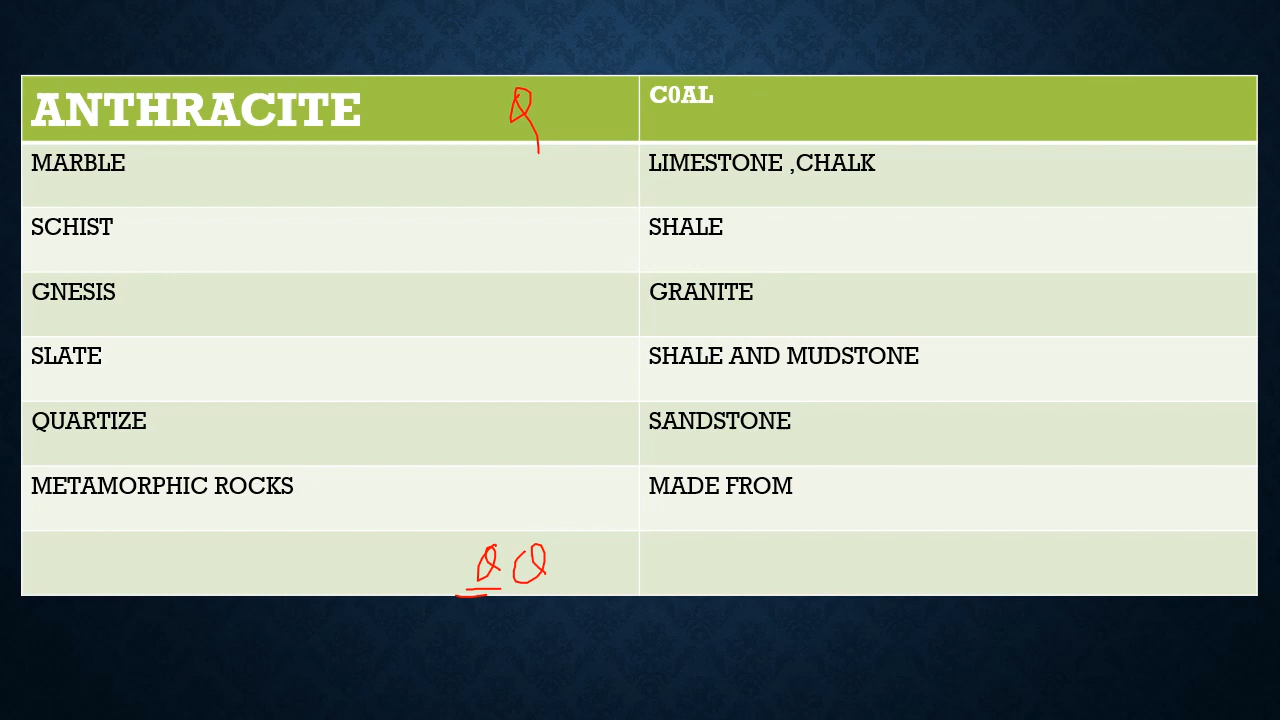 ANTHRACITE C0AL
MARBLE LIMESTONE ,CHALK
SCHIST SHALE
GNESIS GRANITE
SLATE SHALE AND MUDSTONE
QUARTIZE SANDSTONE
METAMORPHIC ROCKS MADE FROM